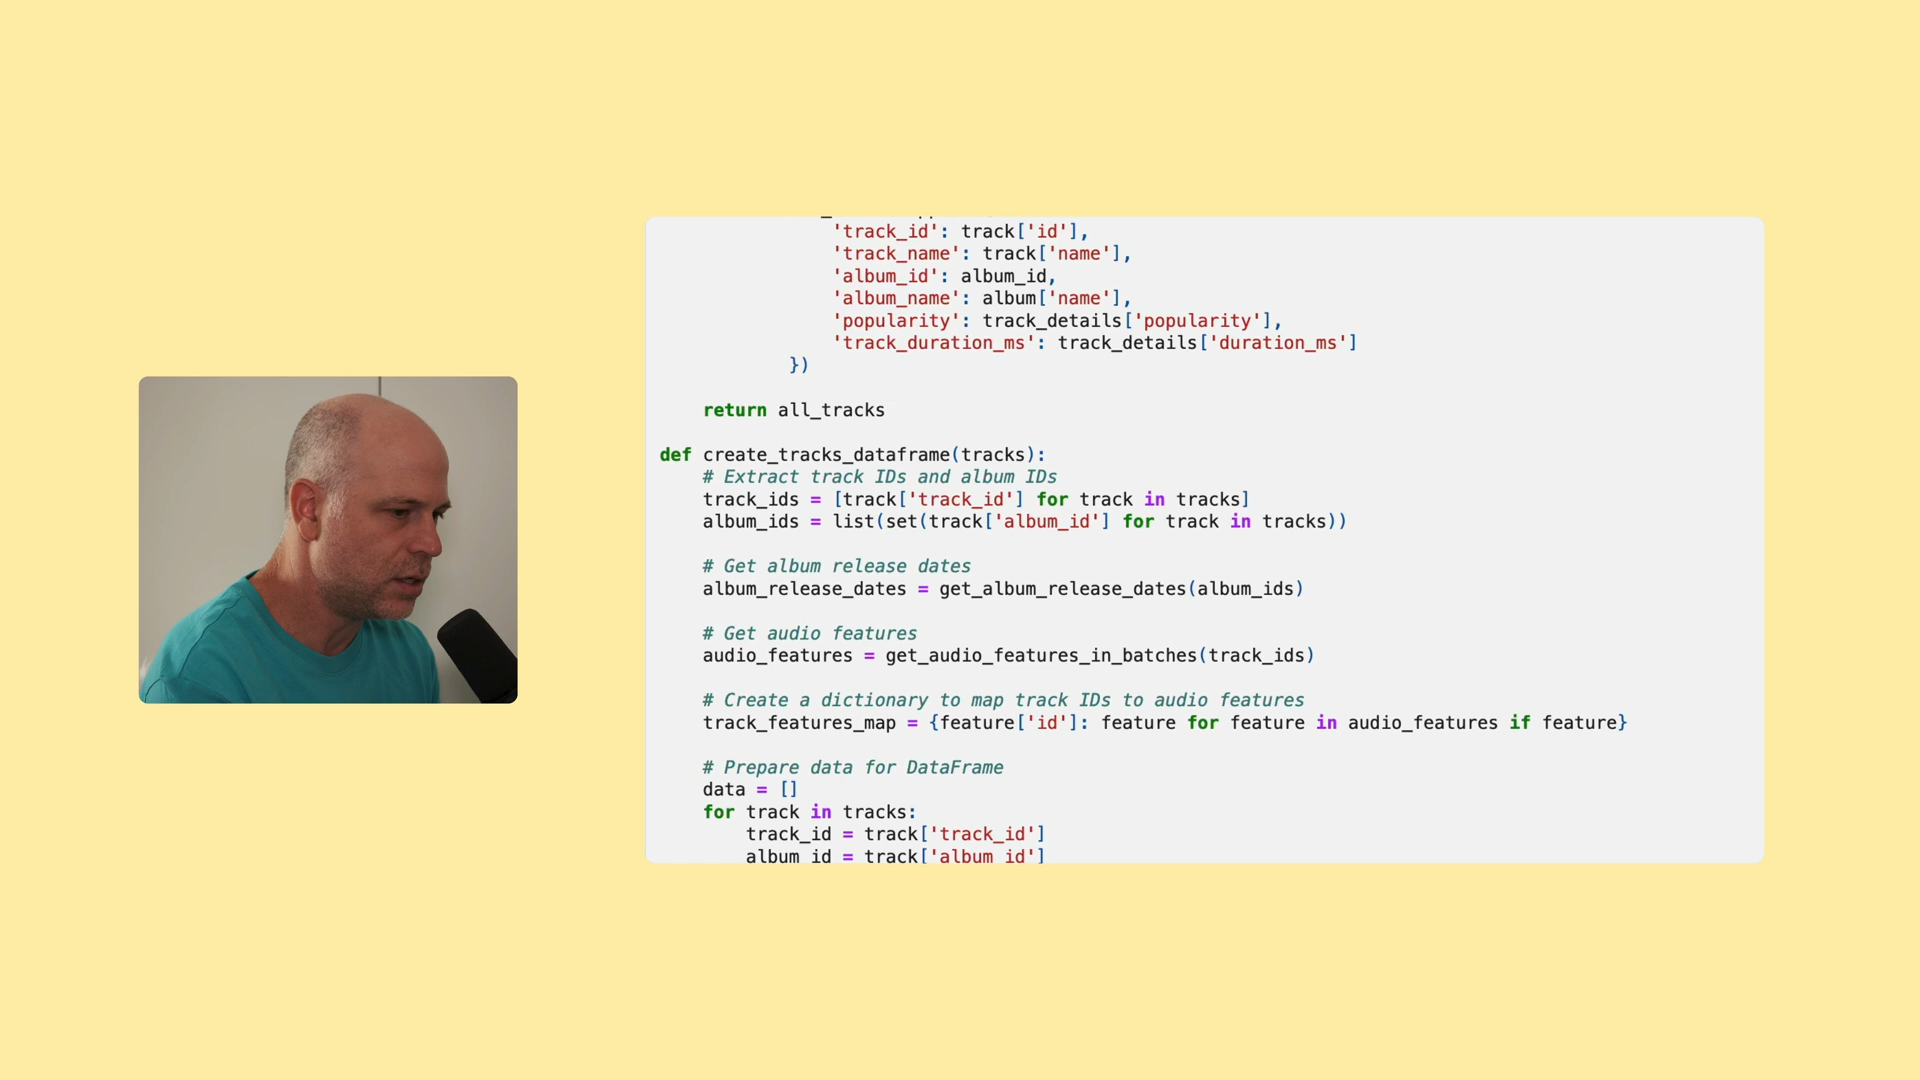 'track_id': track['id'],
'track_name': track['name'],
'album_id': album_id,
'album_name': album['name'],
'popularity': track_details['popularity'],
'track_duration_ms': track_details['duration_ms']
})
return all_tracks
def create_tracks_dataframe(tracks):
# Extract track IDs and album IDs
track_ids = [track['track_id'] for track in tracks]
album_ids = list(set(track['album_id'] for track in tracks))
# Get album release dates
album_release_dates = get_album_release_dates(album_ids)
# Get audio features
audio_features = get_audio_features_in_batches(track_ids)
# Create a dictionary to map track IDs to audio features
track_features_map = {feature['id']: feature for feature in audio_features if feature}
# Prepare data for DataFrame
data = []
for track in tracks:
track_id = track['track_id']
album_id = track['album_id']